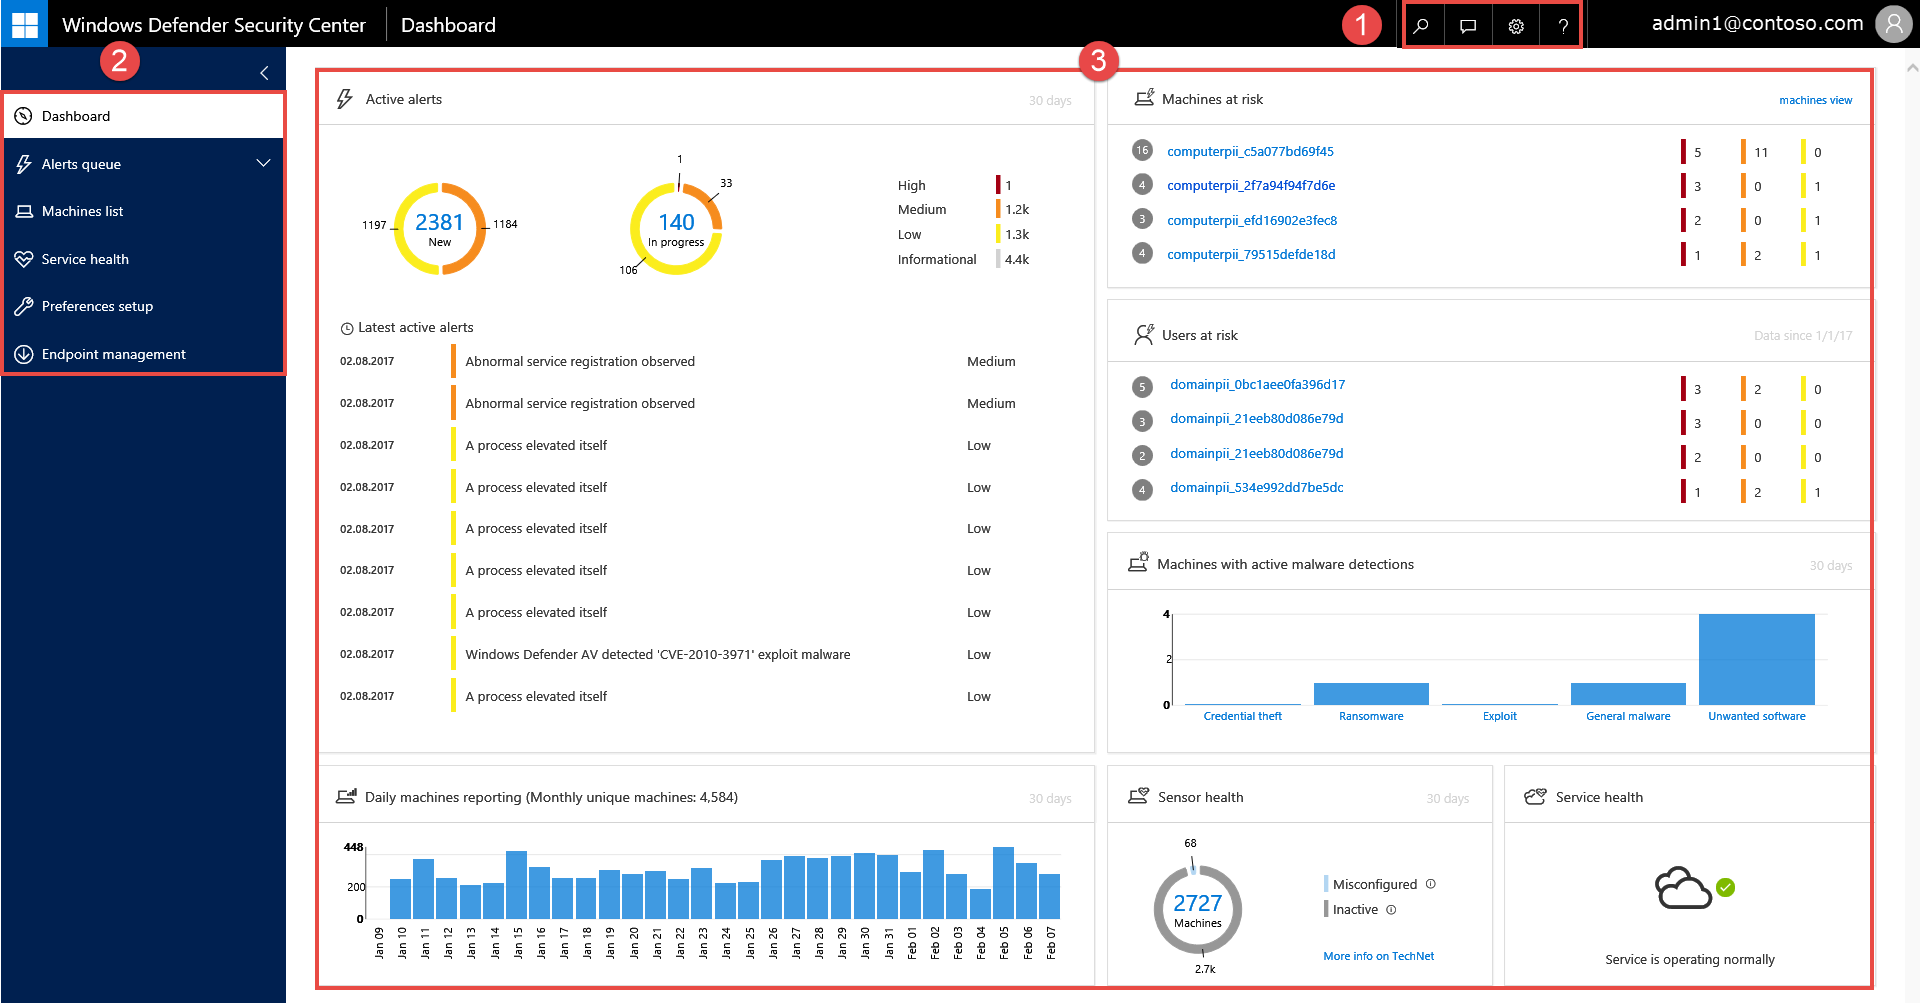 Windows Defender Security Center
Dashboard
1
?
admin1@contoso.com
2
Dashboard
Alerts queue
Machines list
Service health
Preferences setup
Endpoint management
3
Active alerts
30 days
1197
2381
New
1184
1
33
140
In progress
106
High 1
Medium 1.2k
Low 1.3k
Informational 4.4k
Latest active alerts
02.08.2017 Abnormal service registration observed Medium
02.08.2017 Abnormal service registration observed Medium
02.08.2017 A process elevated itself Low
02.08.2017 A process elevated itself Low
02.08.2017 A process elevated itself Low
02.08.2017 A process elevated itself Low
02.08.2017 A process elevated itself Low
02.08.2017 Windows Defender AV detected 'CVE-2010-3971' exploit malware Low
02.08.2017 A process elevated itself Low
Machines at risk
machines view
16 computerpii_c5a077bd69f45 5 11 0
4 computerpii_2f7a94f94f7d6e 3 0 1
3 computerpii_efd16902e3fec8 2 0 1
4 computerpii_79515defde18d 1 2 1
Users at risk
Data since 1/1/17
5 domainpii_0bc1aee0fa396d17 3 2 0
3 domainpii_21eeb80d086e79d 3 0 0
2 domainpii_21eeb80d086e79d 2 0 0
4 domainpii_534e992dd7be5dc 1 2 1
Machines with active malware detections
30 days
4
2
0
Credential theft Ransomware Exploit General malware Unwanted software
Daily machines reporting (Monthly unique machines: 4,584)
30 days
448
200
0
Jan 09 Jan 10 Jan 11 Jan 12 Jan 13 Jan 14 Jan 15 Jan 16 Jan 17 Jan 18 Jan 19 Jan 20 Jan 21 Jan 22 Jan 23 Jan 24 Jan 25 Jan 26 Jan 27 Jan 28 Jan 29 Jan 30 Jan 31 Feb 01 Feb 02 Feb 03 Feb 04 Feb 05 Feb 06 Feb 07
Sensor health
30 days
68
2727
Machines
2.7k
Misconfigured
Inactive
More info on TechNet
Service health
Service is operating normally